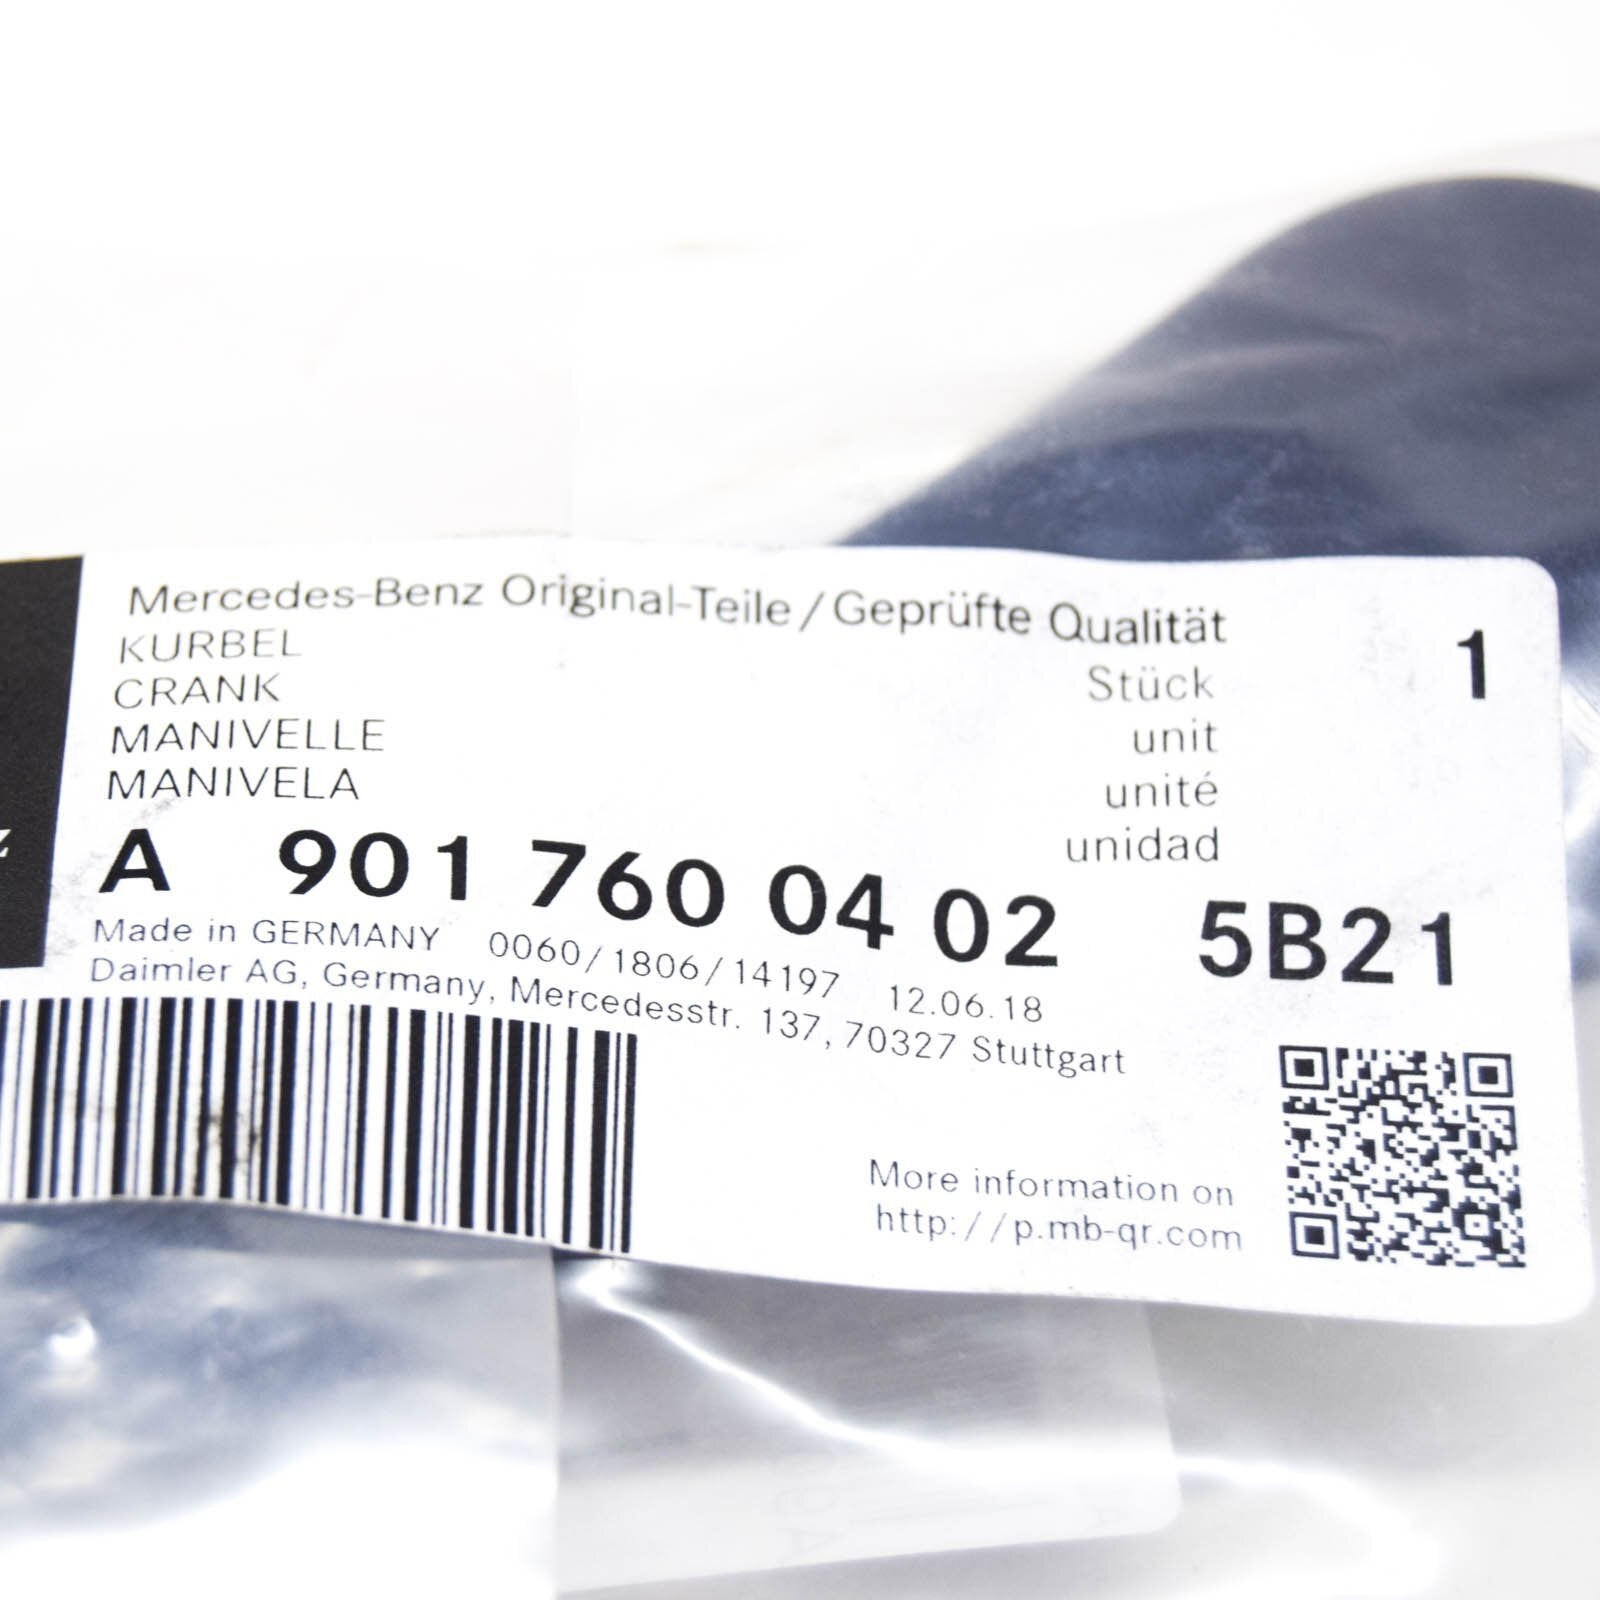 Mercedes-Benz Original-Teile / Geprüfte Qualität
KURBEL
CRANK
MANIVELLE
MANIVELA
Stück 1
unit
unité
unidad
A 901 760 04 02 5B21
Made in GERMANY 0060/1806/14197 12.06.18
Daimler AG, Germany, Mercedesstr. 137, 70327 Stuttgart
More information on
http://p.mb-qr.com